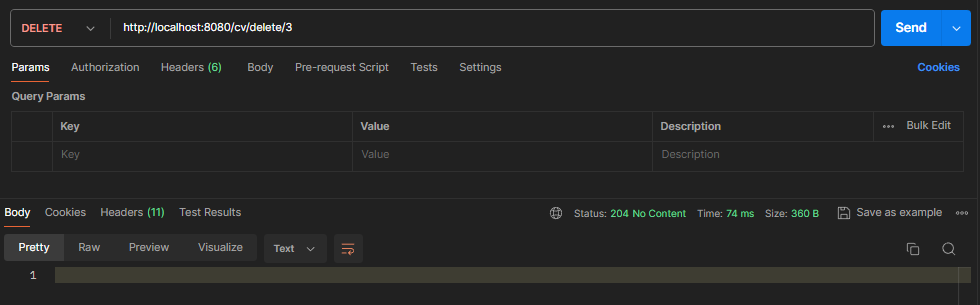 DELETE http://localhost:8080/cv/delete/3 Send
Params Authorization Headers (6) Body Pre-request Script Tests Settings Cookies
Query Params
Key Value Description Bulk Edit
Key Value Description
Body Cookies Headers (11) Test Results Status: 204 No Content Time: 74 ms Size: 360 B Save as example
Pretty Raw Preview Visualize Text
1